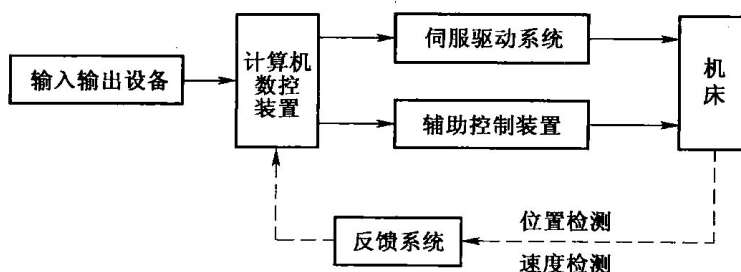 输入输出设备
计算机
数控
装置
伺服驱动系统
辅助控制装置
机
床
反馈系统
位置检测
速度检测